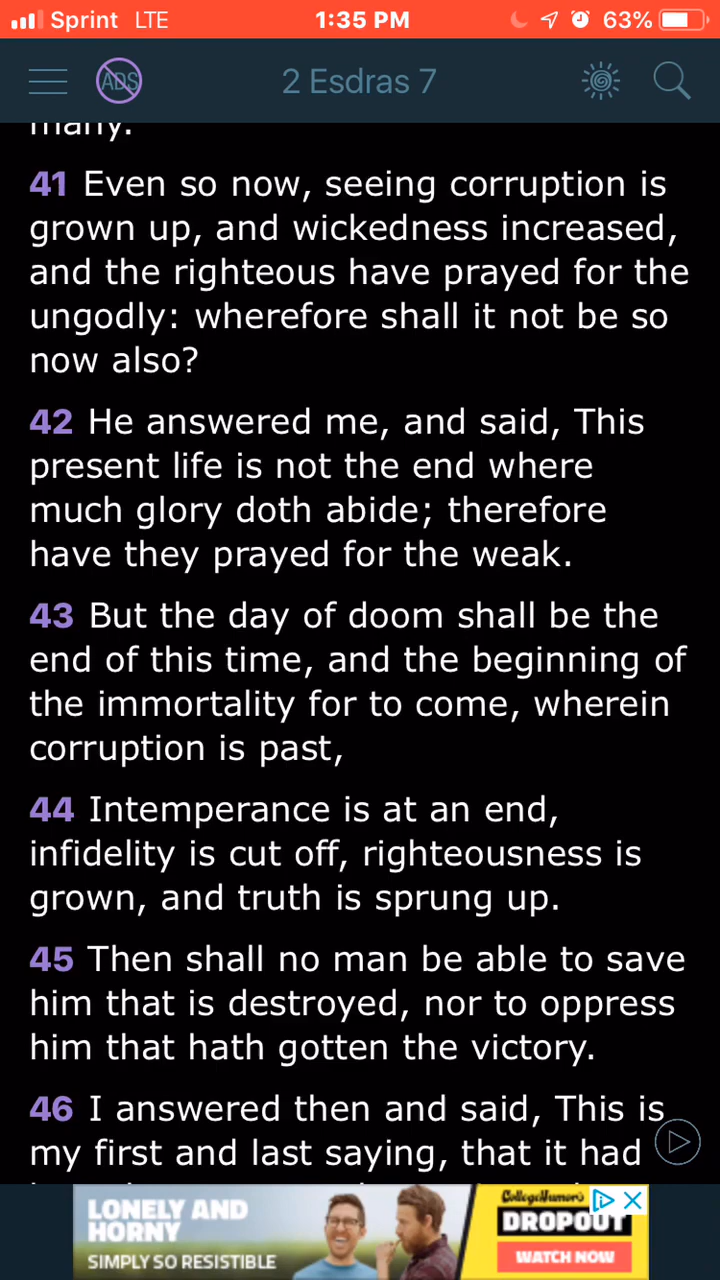 Sprint LTE 1:35 PM 63%
ADS 2 Esdras 7
many.
41 Even so now, seeing corruption is
grown up, and wickedness increased,
and the righteous have prayed for the
ungodly: wherefore shall it not be so
now also?
42 He answered me, and said, This
present life is not the end where
much glory doth abide; therefore
have they prayed for the weak.
43 But the day of doom shall be the
end of this time, and the beginning of
the immortality for to come, wherein
corruption is past,
44 Intemperance is at an end,
infidelity is cut off, righteousness is
grown, and truth is sprung up.
45 Then shall no man be able to save
him that is destroyed, nor to oppress
him that hath gotten the victory.
46 I answered then and said, This is
my first and last saying, that it had
LONELY AND
HORNY
SIMPLY SO RESISTIBLE
CollegeHumor's
DROPOUT
WATCH NOW